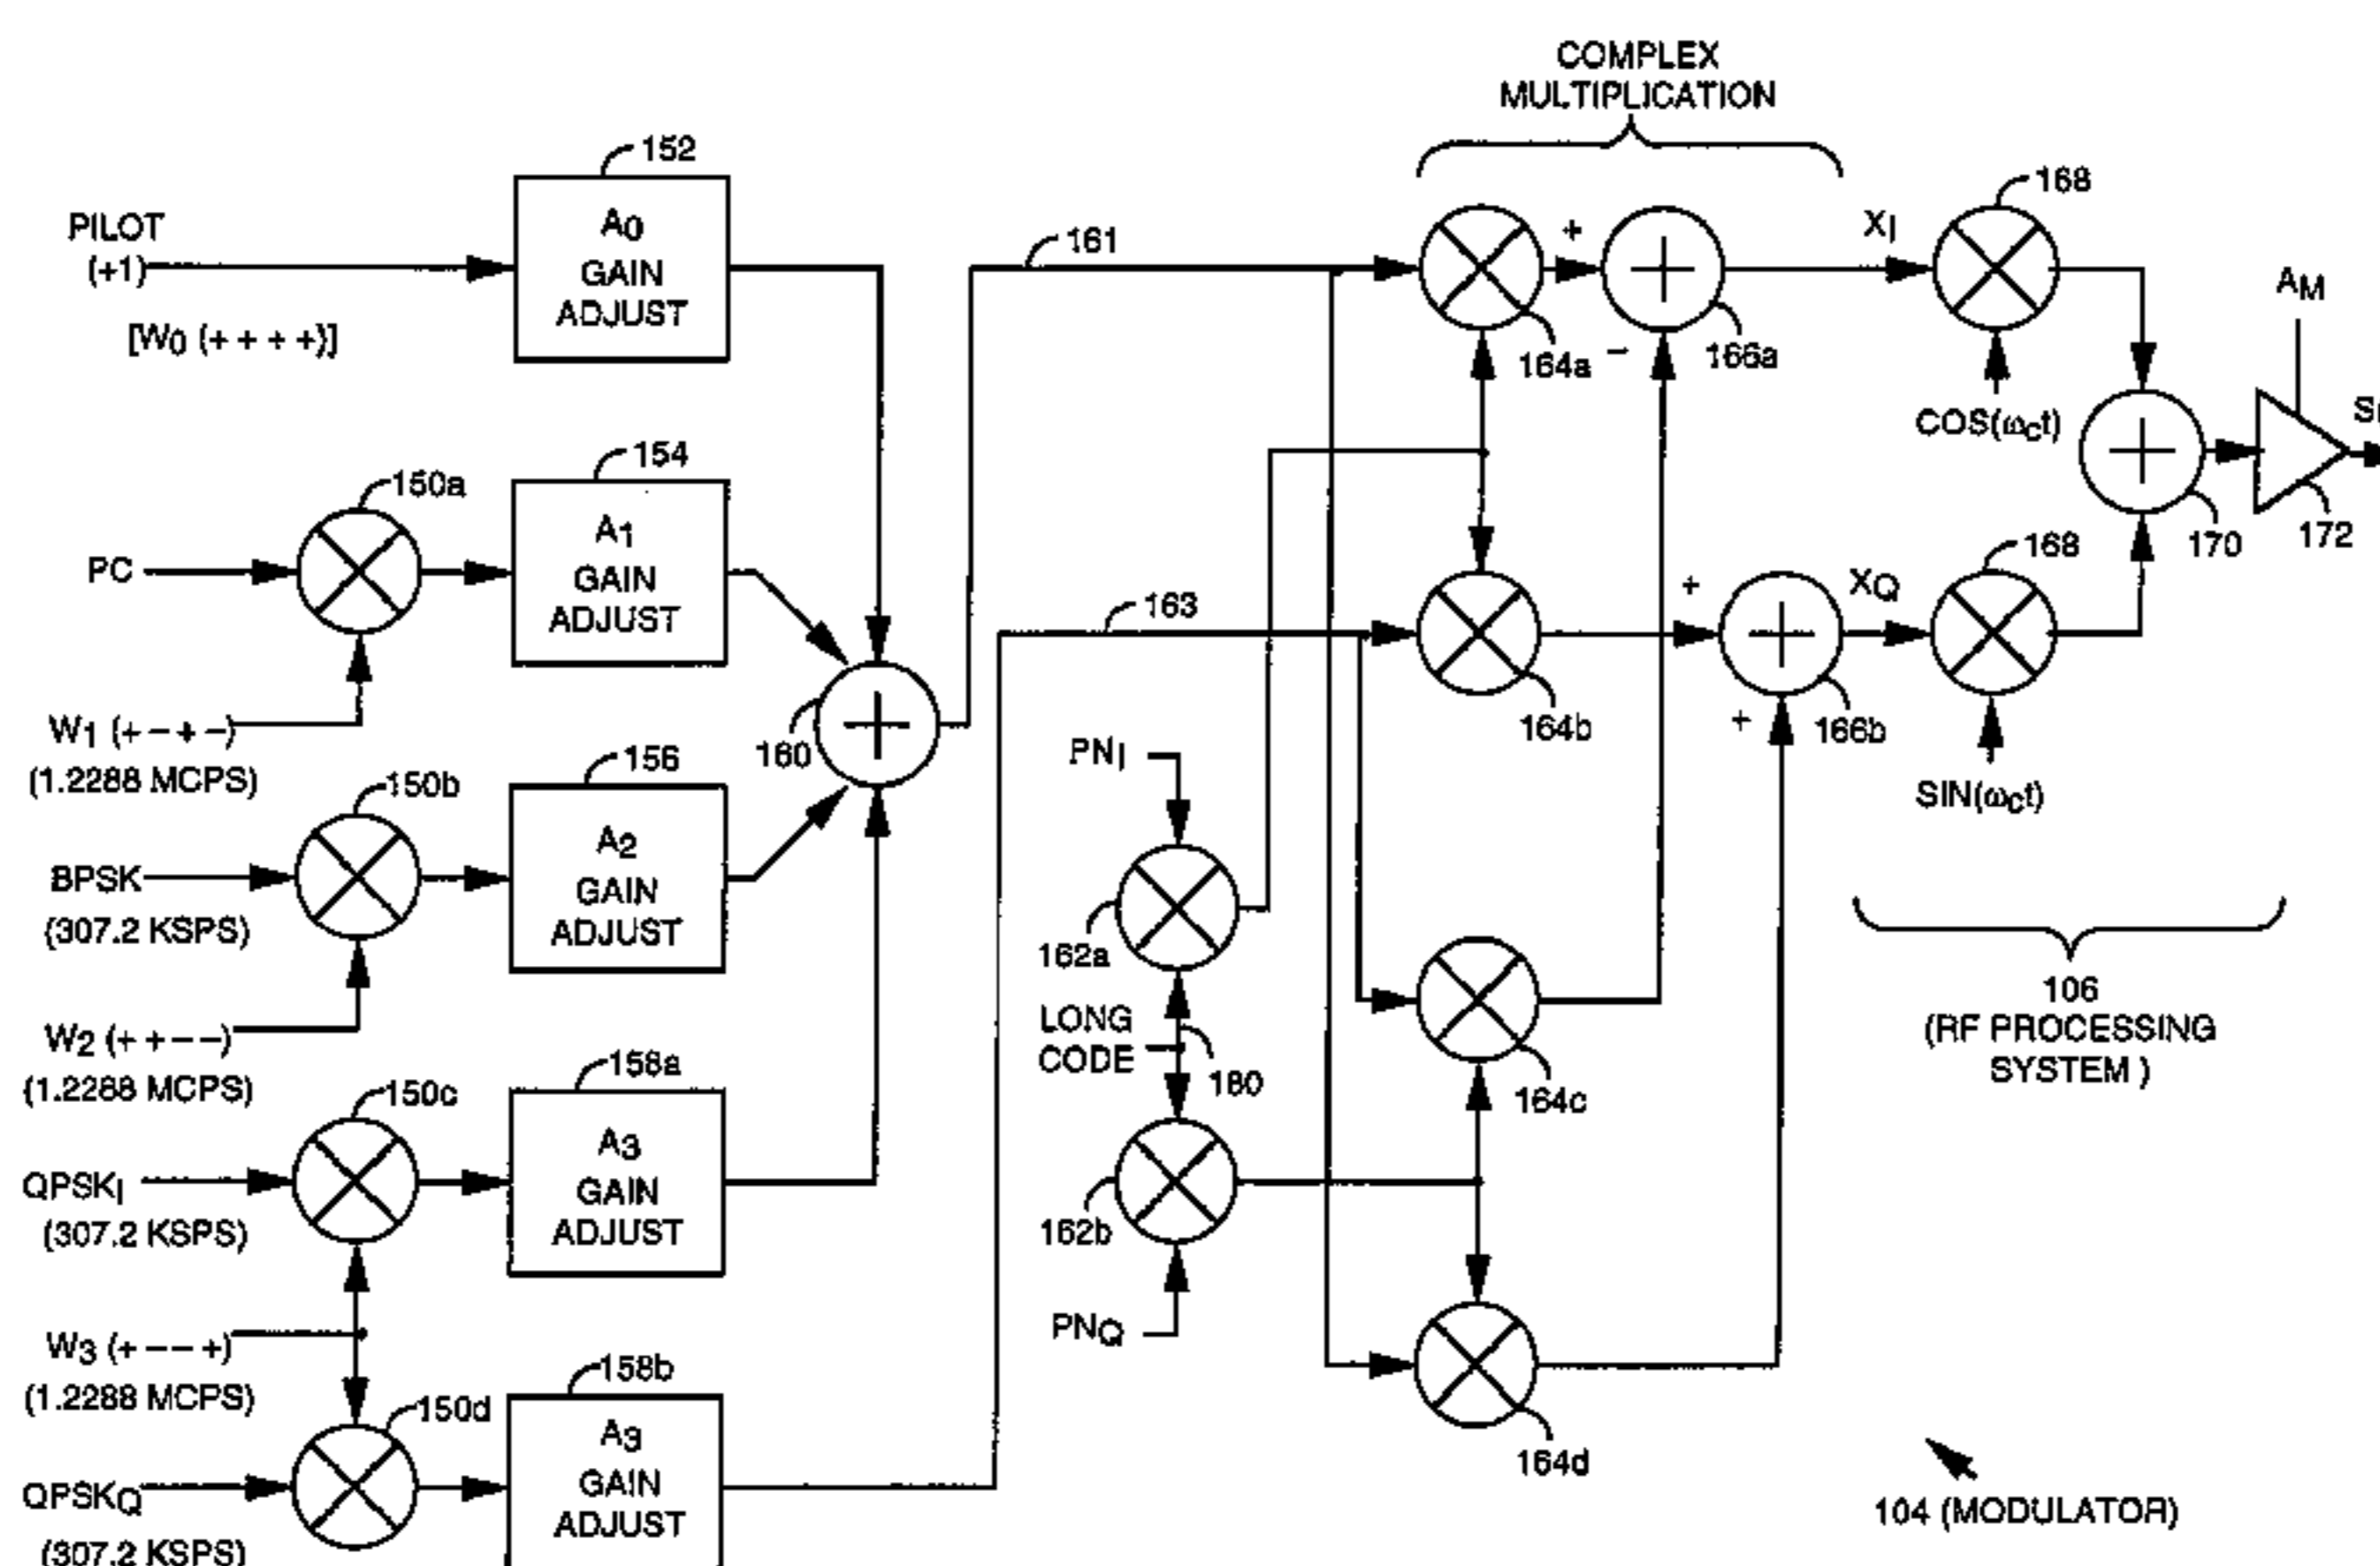 COMPLEX
MULTIPLICATION
152
A0
GAIN
ADJUST
PILOT
(+1)
[W0 (+ + + +)]
161
164a
+
-
166a
XI
168
COS(ωct)
AM
170
172
154
A1
GAIN
ADJUST
150a
PC
W1 (+ - + -)
(1.2288 MCPS)
160
163
164b
+
+
166b
XQ
168
SIN(ωct)
156
A2
GAIN
ADJUST
150b
BPSK
(307.2 KSPS)
W2 (+ + - -)
(1.2288 MCPS)
PNI
162a
LONG
CODE
180
162b
PNQ
164c
164d
106
(RF PROCESSING
SYSTEM )
158a
A3
GAIN
ADJUST
150c
QPSKI
(307.2 KSPS)
W3 (+ - - +)
(1.2288 MCPS)
158b
A3
GAIN
ADJUST
150d
QPSKQ
(307.2 KSPS)
104 (MODULATOR)